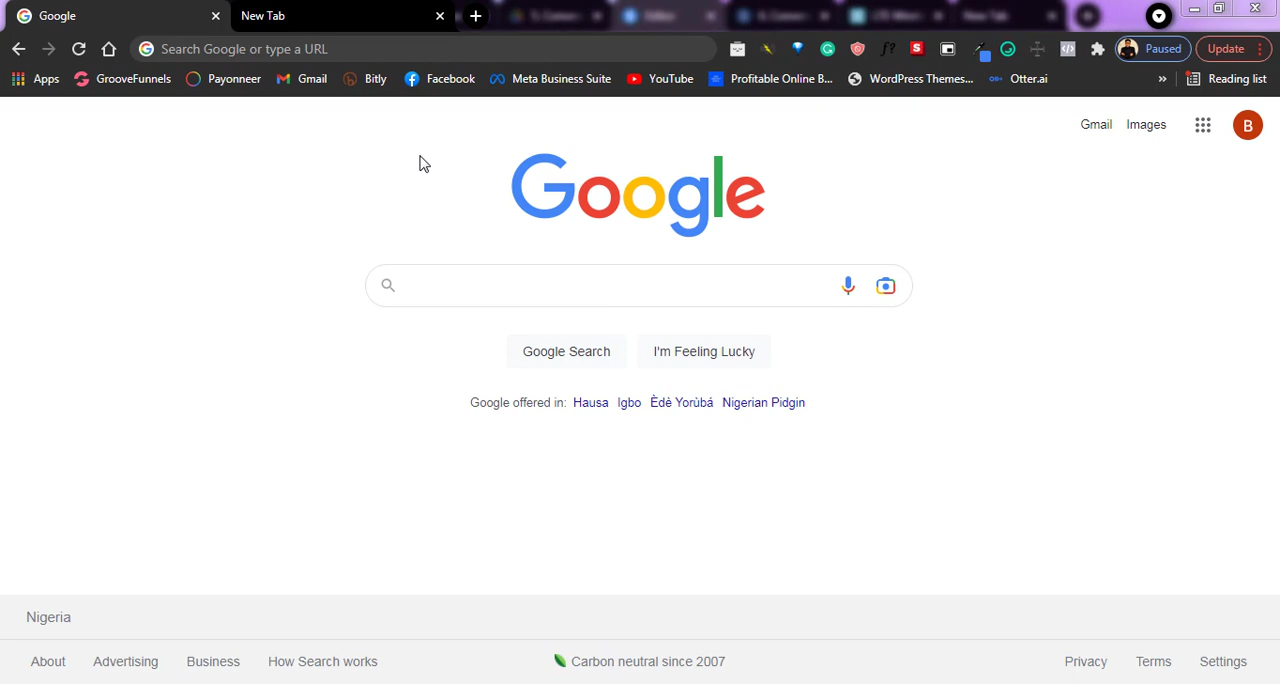 Google
New Tab
Search Google or type a URL
Paused
Update
Apps
GrooveFunnels
Payonneer
Gmail
Bitly
Facebook
Meta Business Suite
YouTube
Profitable Online B...
WordPress Themes...
Otter.ai
»
Reading list
Gmail Images
B
Google
Google Search I'm Feeling Lucky
Google offered in: Hausa Igbo Èdè Yorùbá Nigerian Pidgin
Nigeria
About Advertising Business How Search works
Carbon neutral since 2007
Privacy Terms Settings